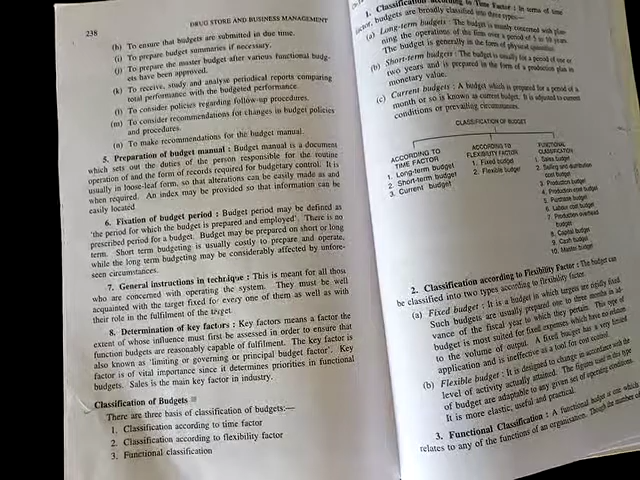 238
DRUG STORE AND BUSINESS MANAGEMENT
(h) To ensure that budgets are submitted in due time.
(i) To prepare budget summaries if necessary.
(j) To prepare the master budget after various functional budg-
ets have been approved.
(k) To receive, study and analyse periodical reports comparing
total performance with the budgeted performance.
(l) To consider policies regarding follow-up procedures.
(m) To consider recommendations for changes in budget policies
and procedures.
(n) To make recommendations for the budget manual.
5. Preparation of budget manual : Budget manual is a document
which sets out the duties of the person responsible for the routine
operation of and the form of records required for budgetary control. It is
usually in loose-leaf form, so that alterations can be easily made as and
when required. An index may be provided so that information can be
easily located.
6. Fixation of budget period : Budget period may be defined as
'the period for which the budget is prepared and employed'. There is no
prescribed period for a budget. Budget may be prepared on short or long
term. Short term budgeting is usually costly to prepare and operate,
while the long term budgeting may be considerably affected by unfore-
seen circumstances.
7. General instructions in technique : This is meant for all those
who are concerned with operating the system. They must be well
acquainted with the target fixed for every one of them as well as with
their role in the fulfilment of the target.
8. Determination of key factors : Key factors means a factor the
extent of whose influence must first be assessed in order to ensure that
function budgets are reasonably capable of fulfilment. The key factor is
also known as 'limiting or governing or principal budget factor'. Key
factor is of vital importance since it determines priorities in functional
budgets. Sales is the main key factor in industry.
Classification of Budgets
There are three basis of classification of budgets:—
1. Classification according to time factor
2. Classification according to flexibility factor
3. Functional classification
1. Classification according to Time Factor : In terms of time
factor, budgets are broadly classified into three types—
(a) Long-term budgets : The budget is usually concerned with plan-
ning the operations of the firm over a period of 5 to 10 years.
The budget is generally in the form of physical quantities.
(b) Short-term budgets : The budget is usually for a period of one or
two years and is prepared in the form of a production plan in
monetary value.
(c) Current budgets : A budget which is prepared for a period of a
month or so is known as current budget. It is adjusted to current
conditions or prevailing circumstances.
CLASSIFICATION OF BUDGET
ACCORDING TO
TIME FACTOR
1. Long-term budget
2. Short-term budget
3. Current budget
ACCORDING TO
FLEXIBILITY FACTOR
1. Fixed budget
2. Flexible budget
FUNCTIONAL
CLASSIFICATION
1. Sales budget
2. Selling and distribution
cost budget
3. Production budget
4. Production cost budget
5. Purchase budget
6. Labour cost budget
7. Production overhead
budget
8. Capital budget
9. Cash budget
10. Master budget
2. Classification according to Flexibility Factor : The budget can
be classified into two types according to flexibility factor.
(a) Fixed budget : It is a budget in which targets are rigidly fixed.
Such budgets are usually prepared one to three months in ad-
vance of the fiscal year to which they pertain. This type of
budget is most suited for fixed expenses which have no relation
to the volume of output. A fixed budget has a very limited
application and is ineffective as a tool for cost control.
(b) Flexible budget : It is designed to change in accordance with the
level of activity actually attained. The figures used in this type
of budget are adaptable to any given set of operating conditions.
It is more elastic, useful and practical.
3. Functional Classification : A functional budget is one which
relates to any of the functions of an organisation. Though the number of